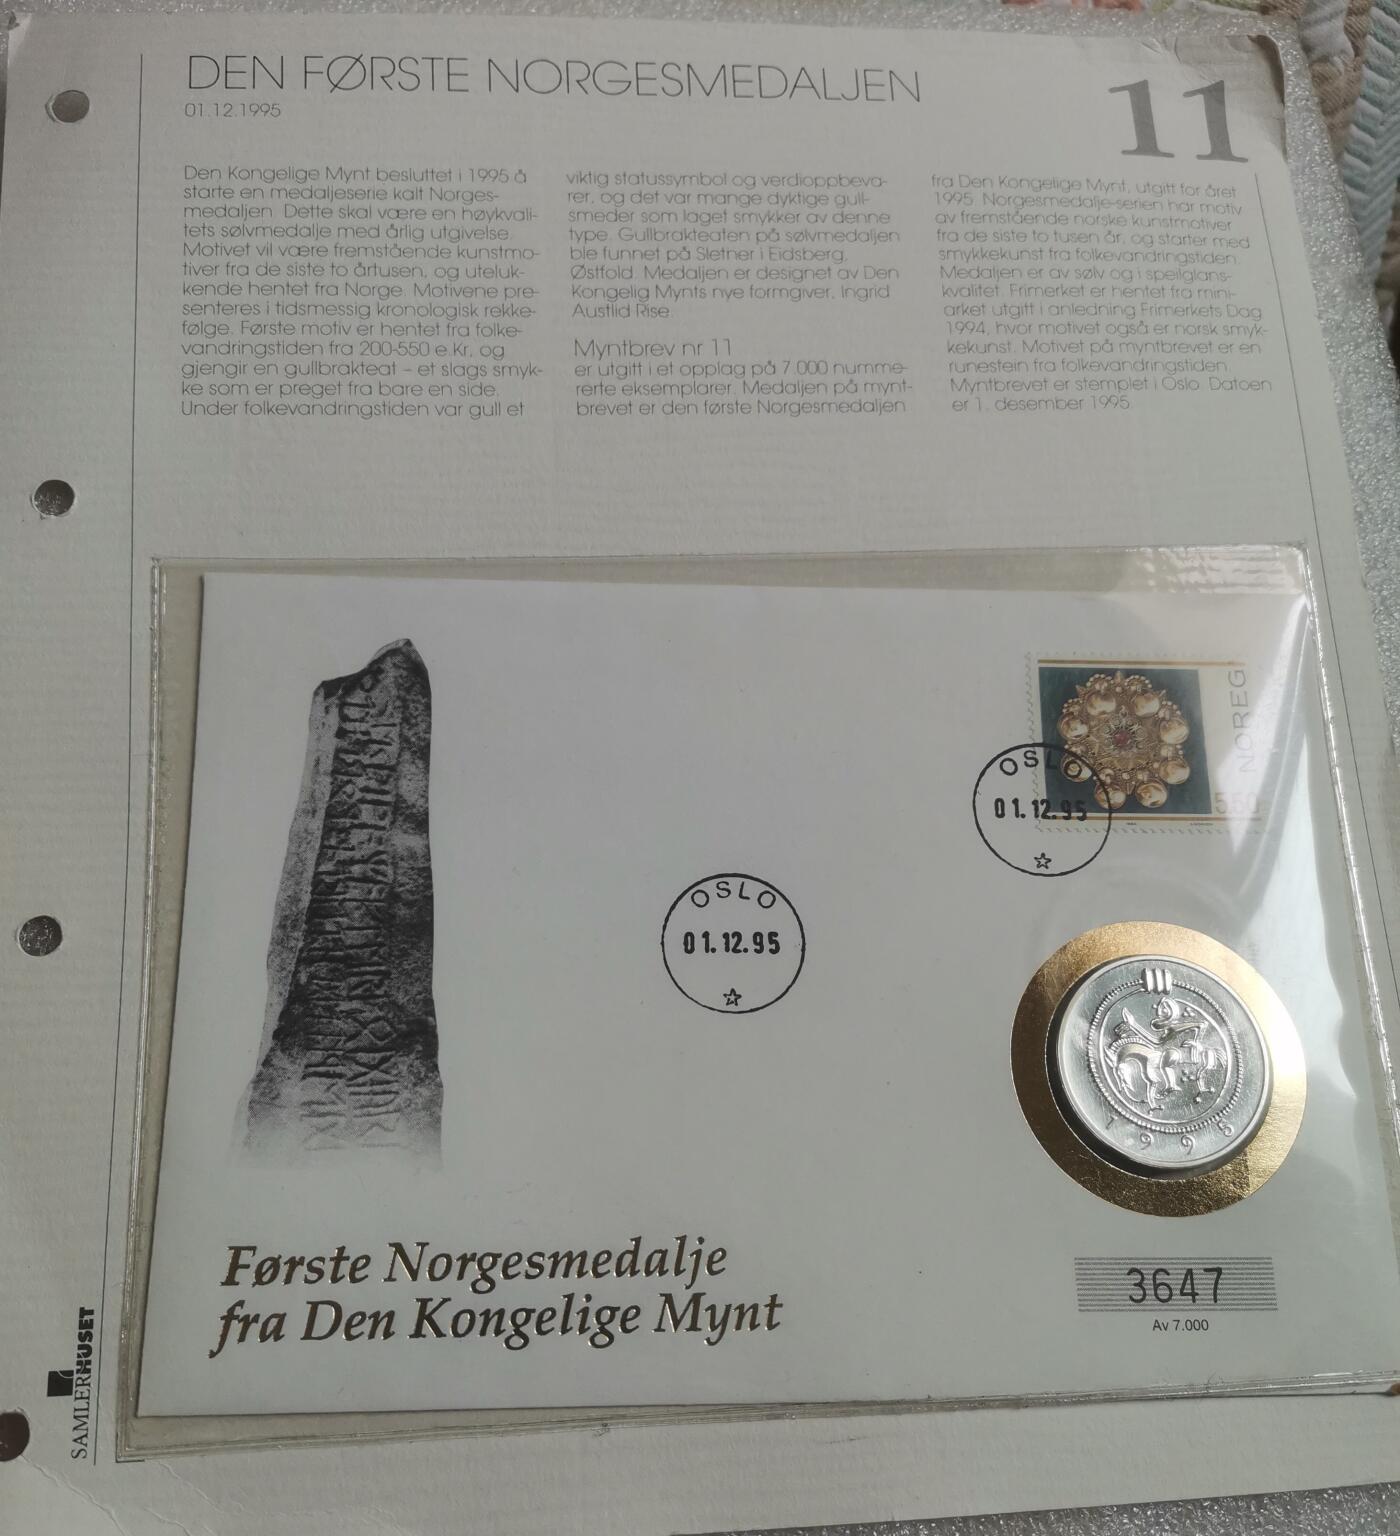 DEN FØRSTE NORGESMEDALJEN
01.12.1995
11
Den Kongelige Mynt besluttet i 1995 å
starte en medaljeserie kalt Norges-
medaljen. Dette skal være en høykvali-
tets sølvmedalje med årlig utgivelse.
Motivet vil være fremstående kunstmo-
tiver fra de siste to årtusen, og uteluk-
kende hentet fra Norge. Motivene pre-
senteres i tidsmessig kronologisk rekke-
følge. Første motiv er hentet fra folke-
vandringstiden fra 200-550 e.Kr, og
gjengir en gullbrakteat – et slags smyk-
ke som er preget fra bare en side.
Under folkevandringstiden var gull et
viktig statussymbol og verdioppbeva-
rer, og det var mange dyktige gull-
smeder som laget smykker av denne
type. Gullbrakteaten på sølvmedaljen
ble funnet på Sletner i Eidsberg,
Østfold. Medaljen er designet av Den
Kongelig Mynts nye formgiver, Ingrid
Austlid Rise.
Myntbrev nr 11
er utgitt i et opplag på 7.000 numme-
rerte eksemplarer. Medaljen på mynt-
brevet er den første Norgesmedaljen
fra Den Kongelige Mynt, utgitt for året
1995. Norgesmedalje-serien har motiv
av fremstående norske kunstmotiver
fra de siste to tusen år, og starter med
smykkekunst fra folkevandringstiden.
Medaljen er av sølv og i speilglans-
kvalitet. Frimerket er hentet fra mini-
arket utgitt i anledning Frimerkets Dag
1994, hvor motivet også er norsk smyk-
kekunst. Motivet på myntbrevet er en
runestein fra folkevandringstiden.
Myntbrevet er stemplet i Oslo. Datoen
er 1. desember 1995.
NOREG
5.50
OSLO
01.12.95
OSLO
01.12.95
1995
Første Norgesmedalje
fra Den Kongelige Mynt
3647
Av 7.000
SAMLERHUSET